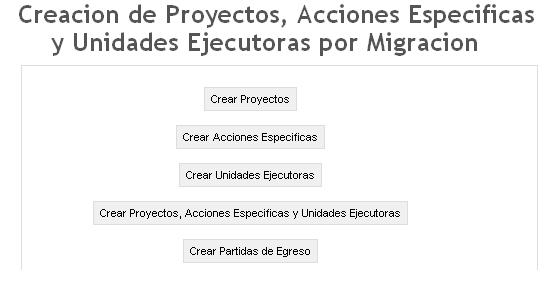 Creacion de Proyectos, Acciones Especificas
y Unidades Ejecutoras por Migracion
Crear Proyectos
Crear Acciones Especificas
Crear Unidades Ejecutoras
Crear Proyectos, Acciones Especificas y Unidades Ejecutoras
Crear Partidas de Egreso